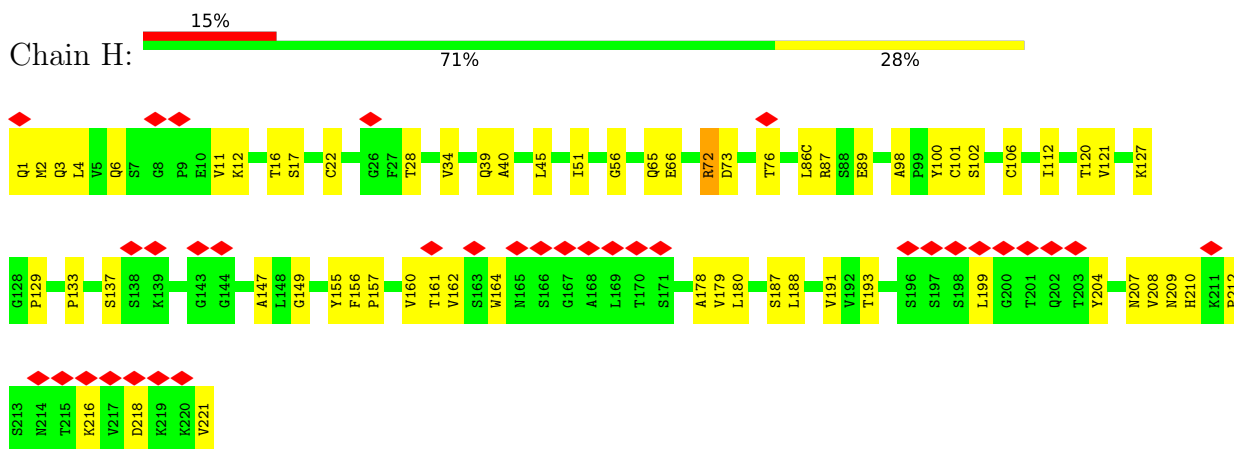 15%
Chain H:
71% 28%
Q1 M2 Q3 L4 V5 Q6 S7 G8 P9 E10 V11 K12 T16 S17 C22 G26 F27 T28 V34 Q39 A40 L45 I51 G56 Q65 E66 R72 D73 T76 L86C R87 S88 E89 A98 P99 Y100 C101 S102 C106 I112 T120 V121 K127
G128 P129 P133 S137 S138 K139 G143 G144 A147 L148 G149 Y155 F156 P157 V160 T161 V162 S163 W164 N165 S166 G167 A168 L169 T170 S171 A178 V179 L180 S187 L188 V191 V192 T193 S196 S197 S198 L199 G200 T201 Q202 T203 Y204 N207 V208 N209 H210 K211 P212
S213 N214 T215 K216 V217 D218 K219 K220 V221